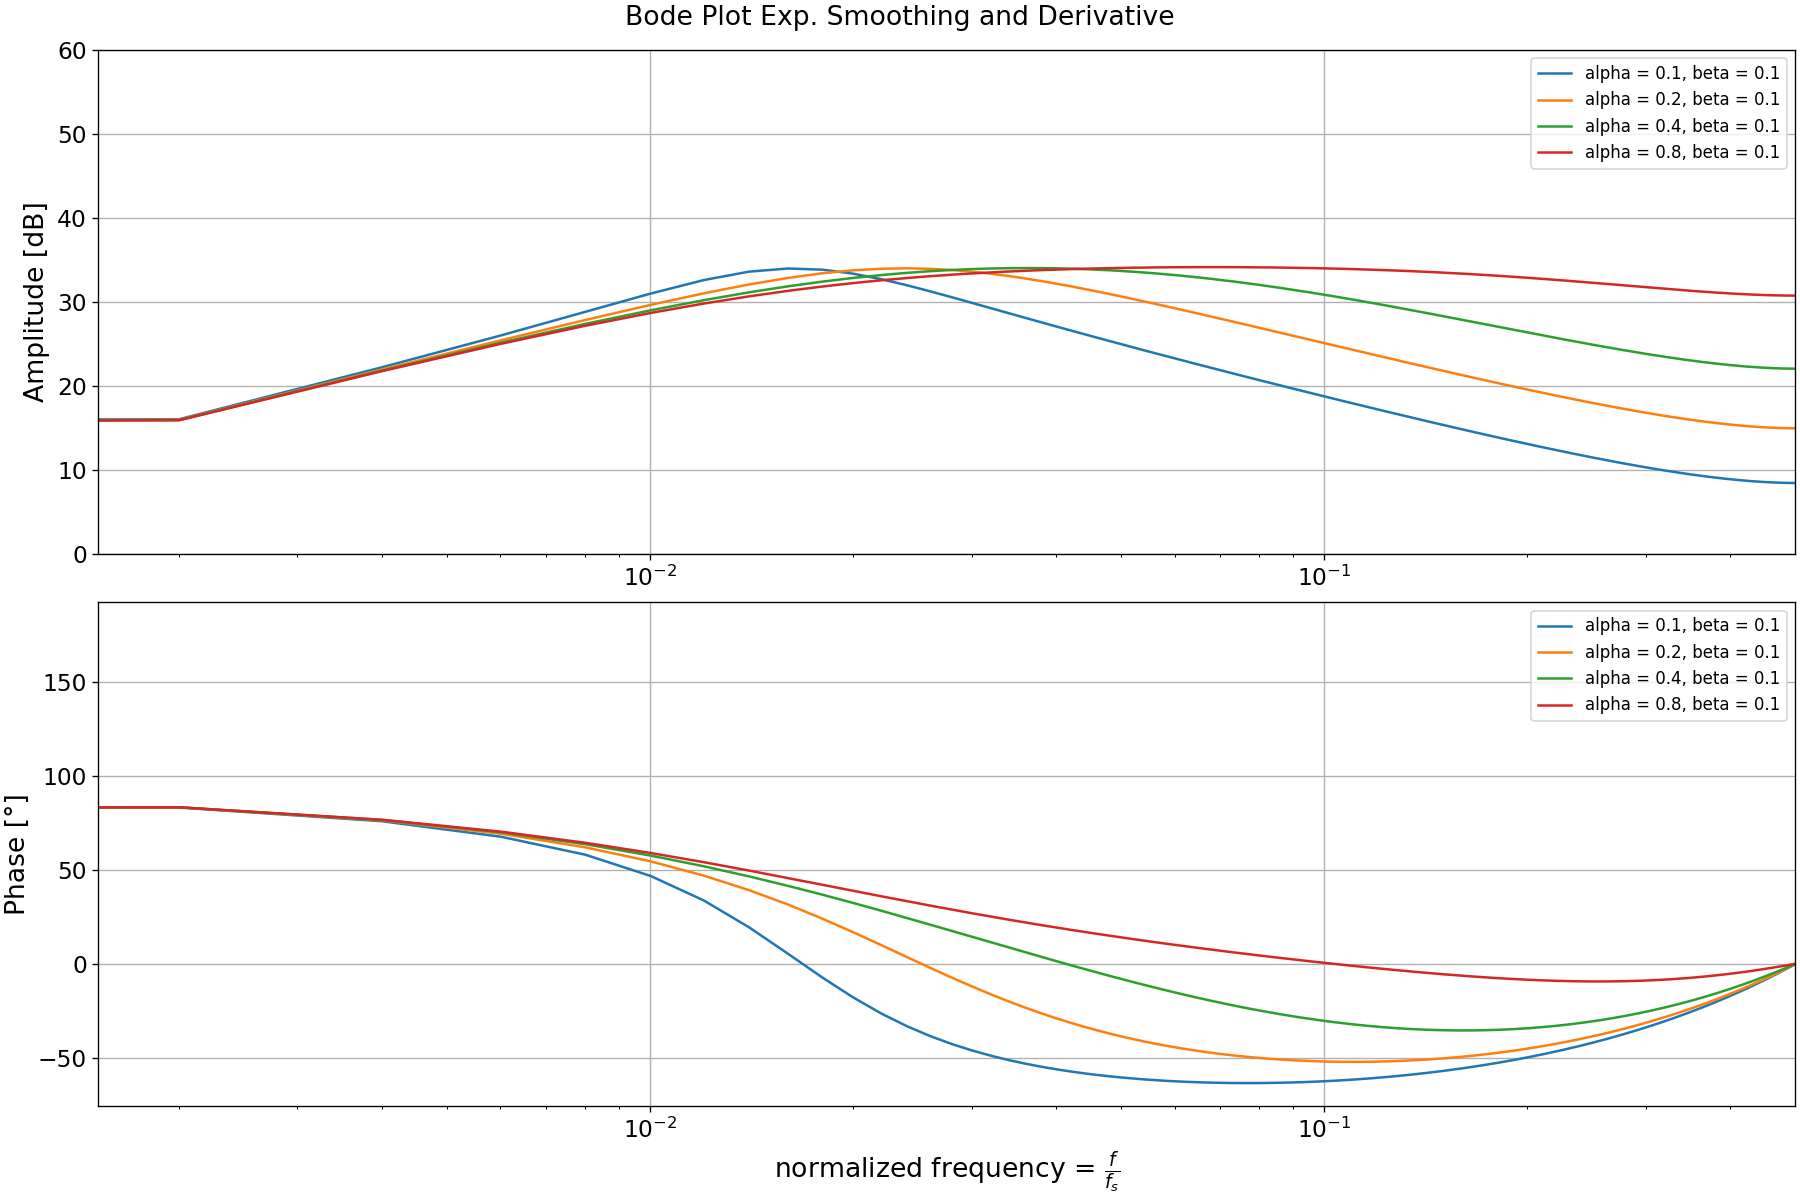 Bode Plot Exp. Smoothing and Derivative
Amplitude [dB]
60
50
40
30
20
10
0
alpha = 0.1, beta = 0.1
alpha = 0.2, beta = 0.1
alpha = 0.4, beta = 0.1
alpha = 0.8, beta = 0.1
10⁻²
10⁻¹
Phase [°]
150
100
50
0
−50
alpha = 0.1, beta = 0.1
alpha = 0.2, beta = 0.1
alpha = 0.4, beta = 0.1
alpha = 0.8, beta = 0.1
10⁻²
10⁻¹
normalized frequency = f/fₛ